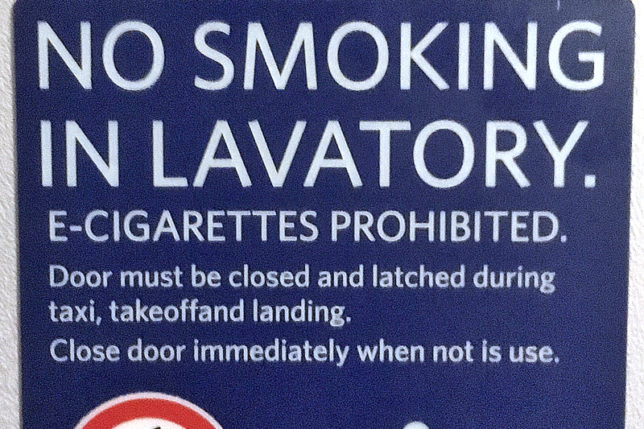 NO SMOKING
IN LAVATORY.
E-CIGARETTES PROHIBITED.
Door must be closed and latched during
taxi, takeoffand landing.
Close door immediately when not is use.